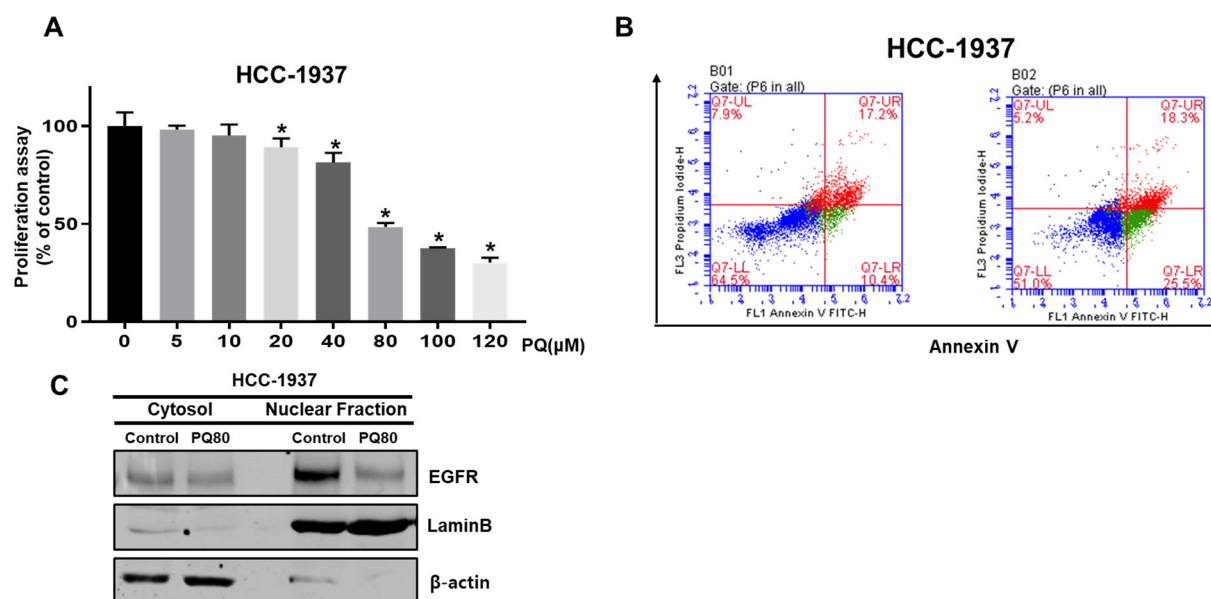 A
HCC-1937
Proliferation assay
(% of control)
100
50
0
0 5 10 20 40 80 100 120 PQ(µM)
* * * * *
B
HCC-1937
B01
Gate: (P6 in all)
Q7-UL Q7-UR
7.9% 17.2%
Q7-LL Q7-LR
64.5% 10.4%
FL3 Propidium Iodide-H
FL1 Annexin V FITC-H
B02
Gate: (P6 in all)
Q7-UL Q7-UR
5.2% 18.3%
Q7-LL Q7-LR
51.0% 25.5%
FL3 Propidium Iodide-H
FL1 Annexin V FITC-H
Annexin V
C
HCC-1937
Cytosol Nuclear Fraction
Control PQ80 Control PQ80
EGFR
LaminB
β-actin